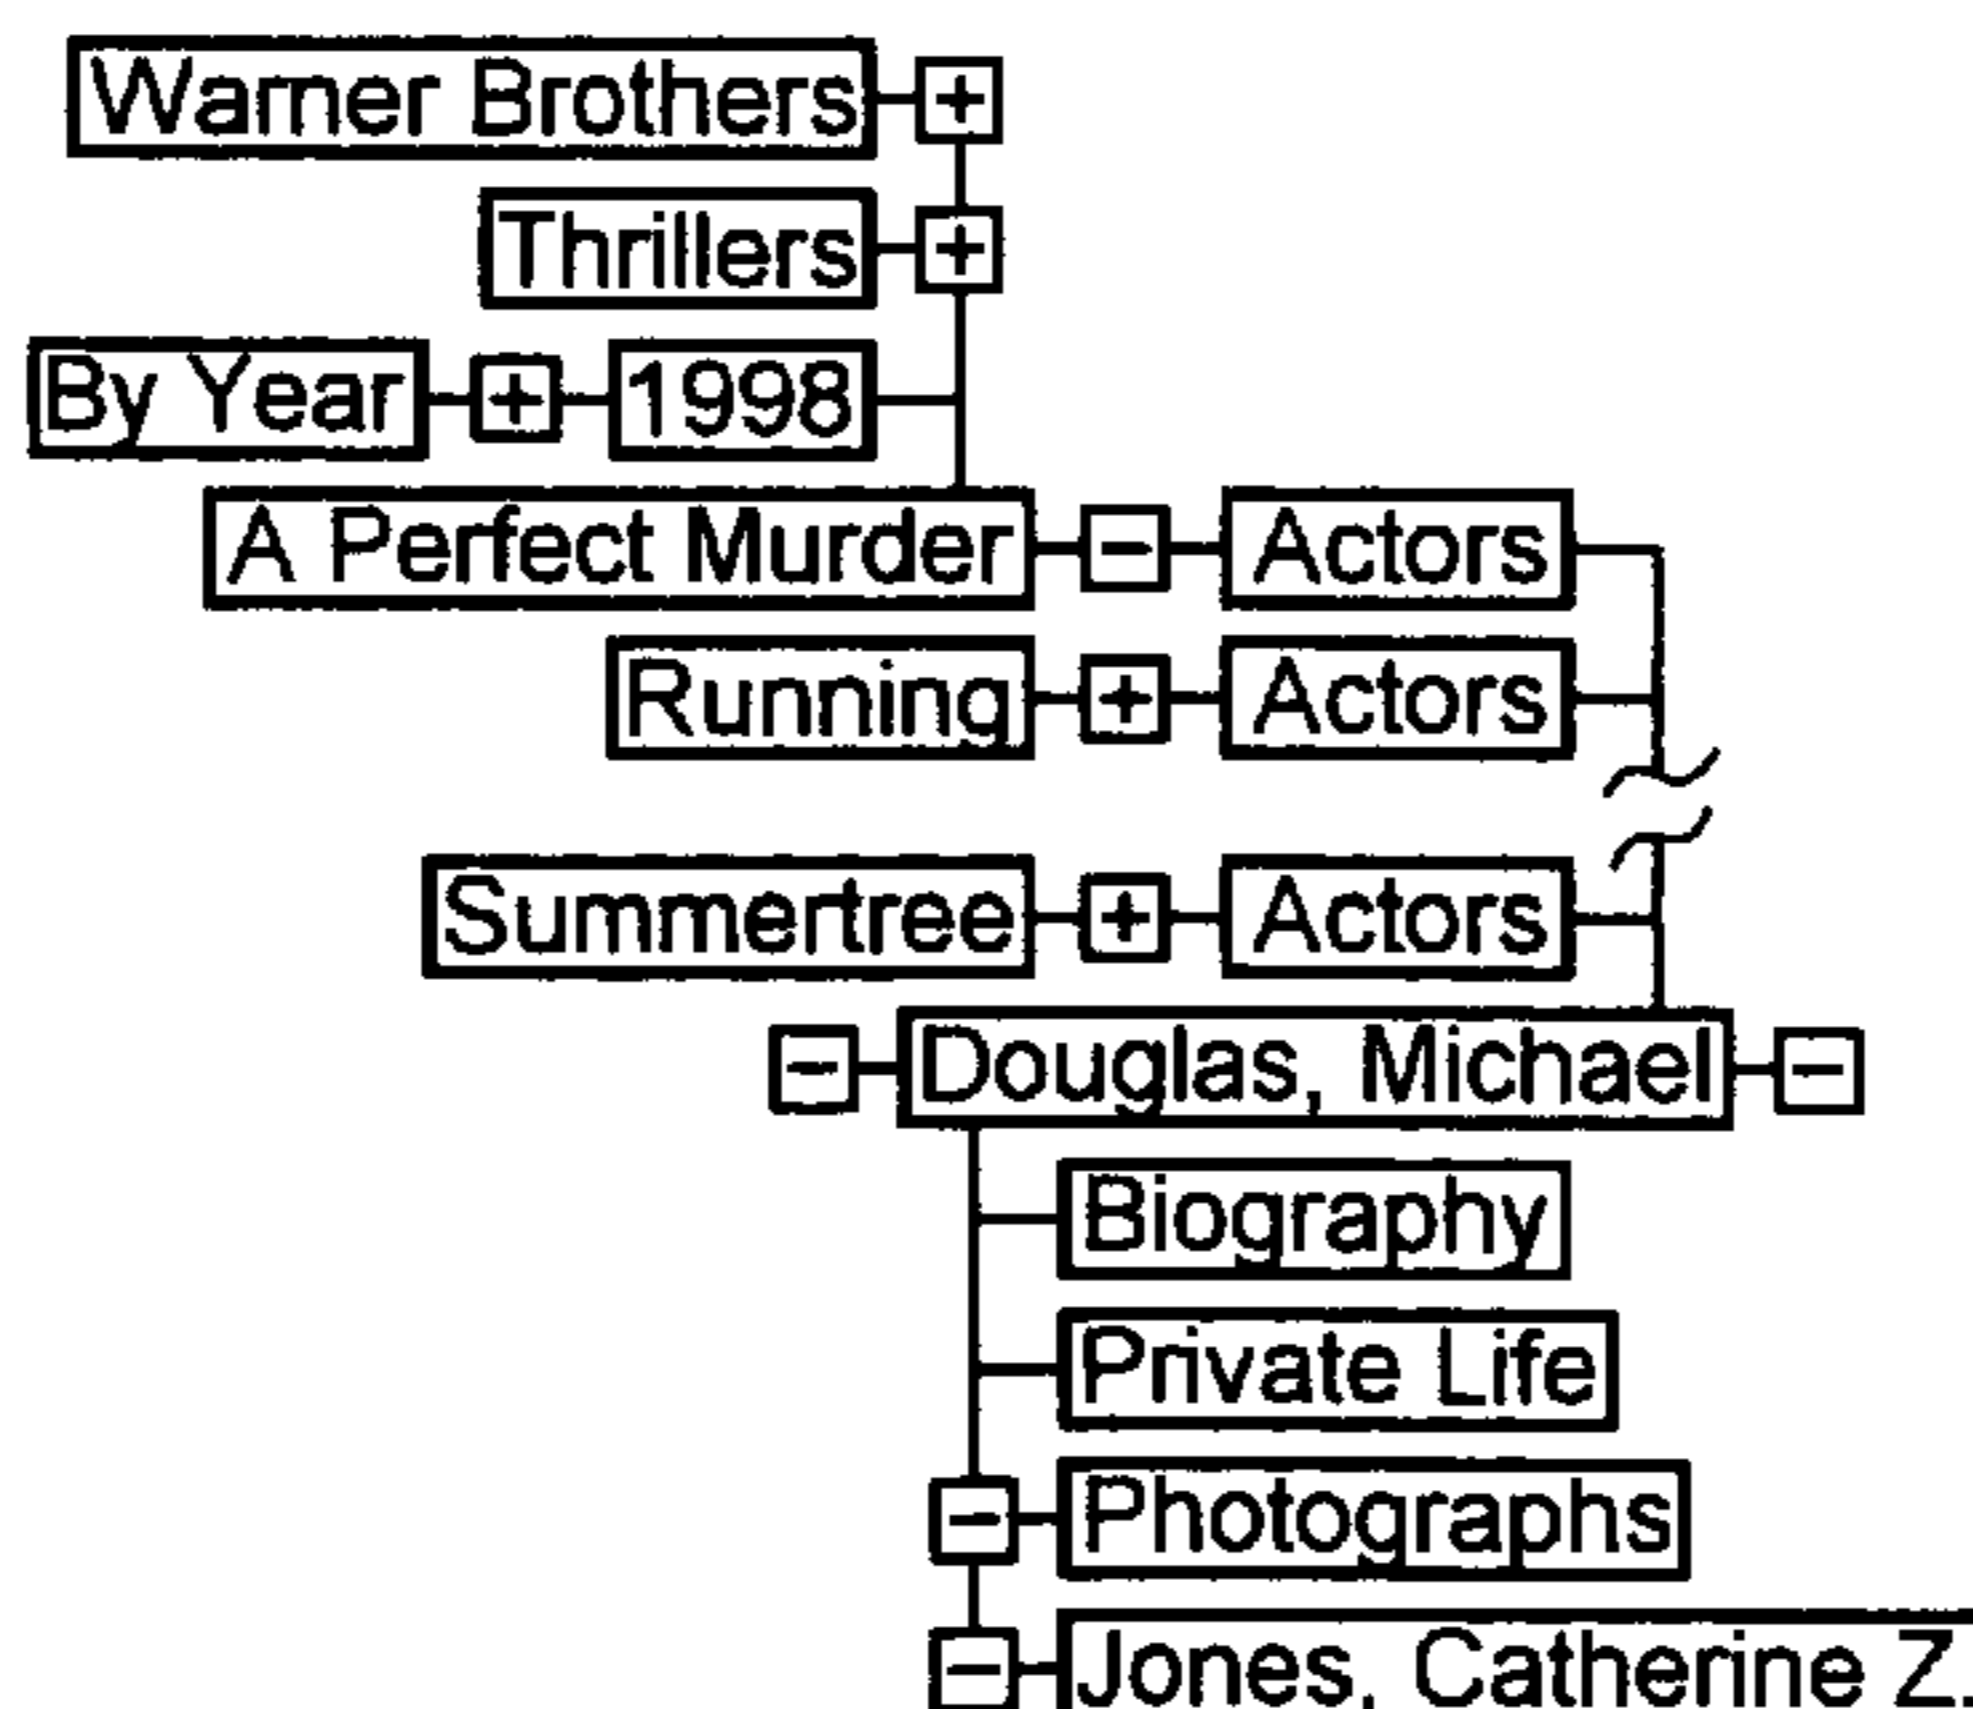 Warner Brothers +
Thrillers +
By Year + 1998
A Perfect Murder − Actors
Running + Actors
Summertree + Actors
− Douglas, Michael −
Biography
Private Life
− Photographs
− Jones, Catherine Z.